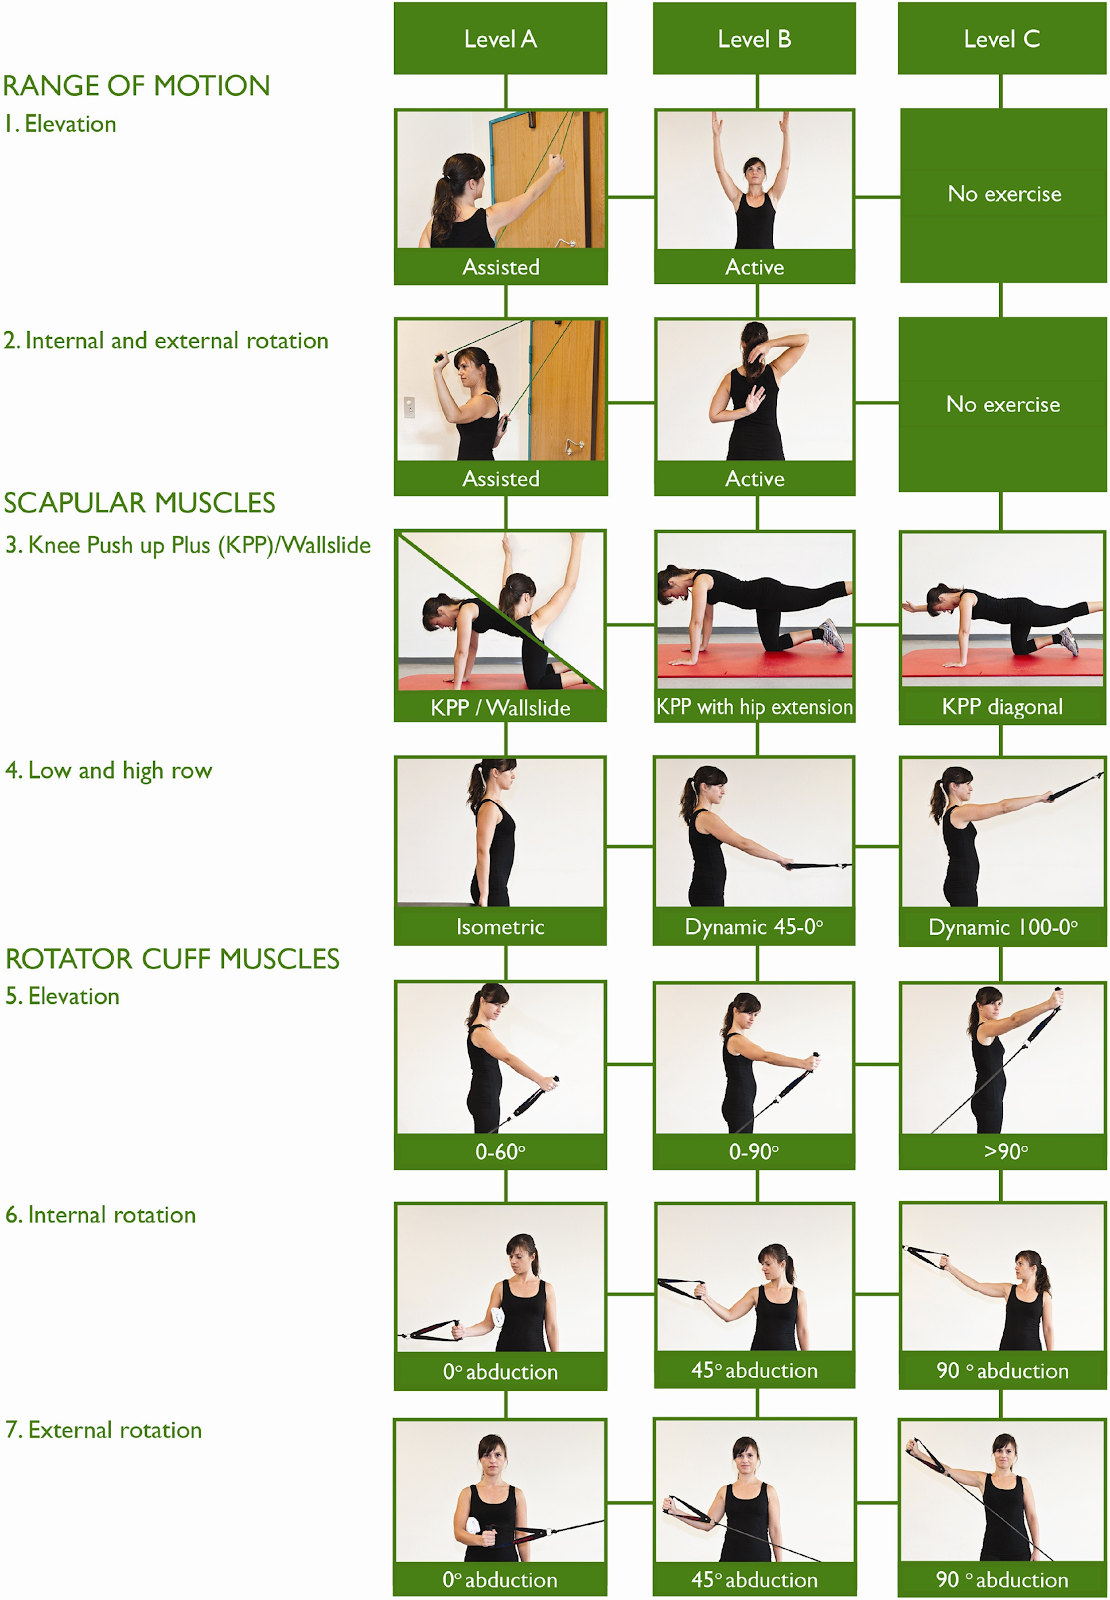 Level A
Level B
Level C
RANGE OF MOTION
1. Elevation
No exercise
Assisted
Active
2. Internal and external rotation
No exercise
Assisted
Active
SCAPULAR MUSCLES
3. Knee Push up Plus (KPP)/Wallslide
KPP / Wallslide
KPP with hip extension
KPP diagonal
4. Low and high row
Isometric
Dynamic 45-0°
Dynamic 100-0°
ROTATOR CUFF MUSCLES
5. Elevation
0-60°
0-90°
>90°
6. Internal rotation
0° abduction
45° abduction
90 ° abduction
7. External rotation
0° abduction
45° abduction
90 ° abduction